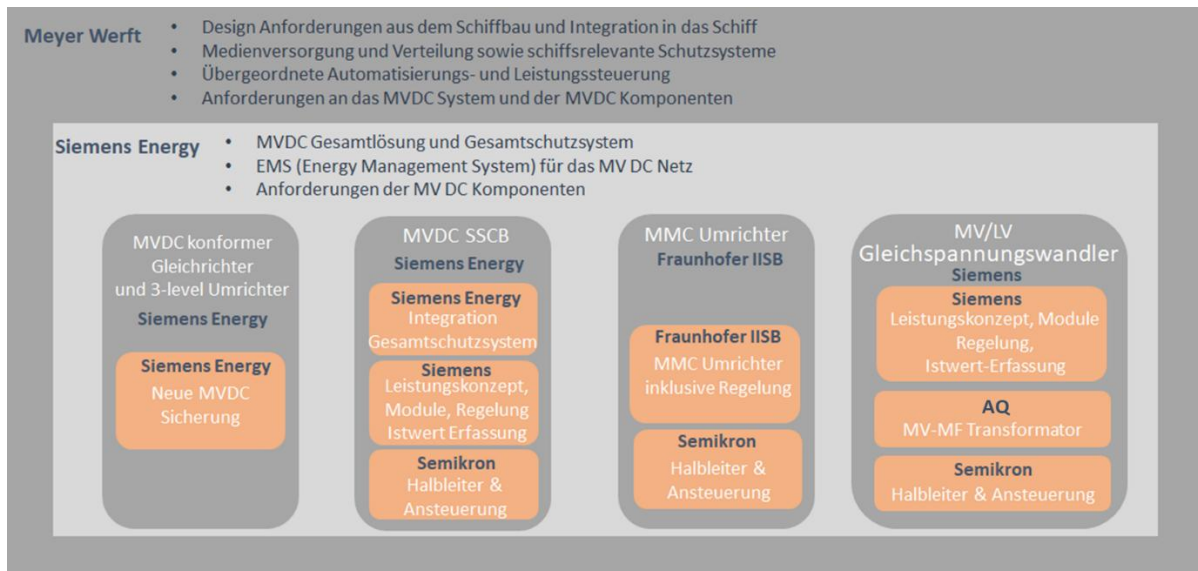 Meyer Werft
• Design Anforderungen aus dem Schiffbau und Integration in das Schiff
• Medienversorgung und Verteilung sowie schiffsrelevante Schutzsysteme
• Übergeordnete Automatisierungs- und Leistungssteuerung
• Anforderungen an das MVDC System und der MVDC Komponenten
Siemens Energy
• MVDC Gesamtlösung und Gesamtschutzsystem
• EMS (Energy Management System) für das MV DC Netz
• Anforderungen der MV DC Komponenten
MVDC konformer
Gleichrichter
und 3-level Umrichter
Siemens Energy
Siemens Energy
Neue MVDC
Sicherung
MVDC SSCB
Siemens Energy
Siemens Energy
Integration
Gesamtschutzsystem
Siemens
Leistungskonzept,
Module, Regelung
Istwert Erfassung
Semikron
Halbleiter &
Ansteuerung
MMC Umrichter
Fraunhofer IISB
Fraunhofer IISB
MMC Umrichter
inklusive Regelung
Semikron
Halbleiter &
Ansteuerung
MV/LV
Gleichspannungswandler
Siemens
Siemens
Leistungskonzept, Module
Regelung,
Istwert-Erfassung
AQ
MV-MF Transformator
Semikron
Halbleiter & Ansteuerung